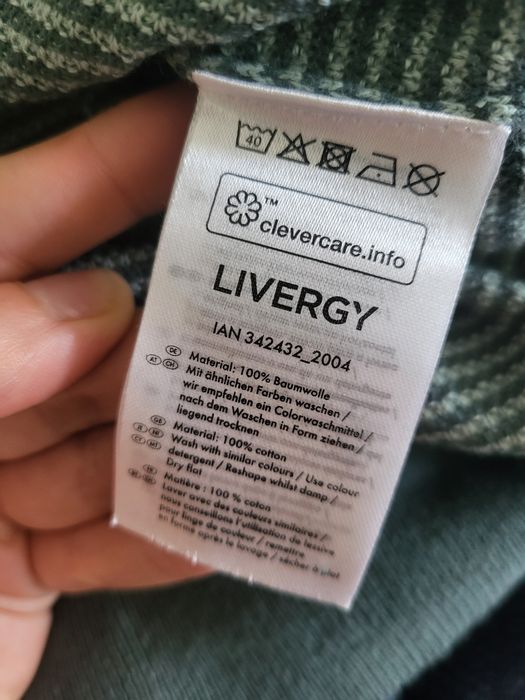 40
™
clevercare.info
LIVERGY
IAN 342432_2004
DE AT CH
Material: 100% Baumwolle
Mit ähnlichen Farben waschen /
wir empfehlen ein Colorwaschmittel /
nach dem Waschen in Form ziehen /
liegend trocknen
Material: 100% cotton
Wash with similar colours / Use colour
detergent / Reshape whilst damp /
Dry flat
Matière : 100 % coton
Laver avec des couleurs similaires /
nous conseillons l'utilisation de lessive
pour linge de couleur / remettre
en forme après le lavage / sécher à plat